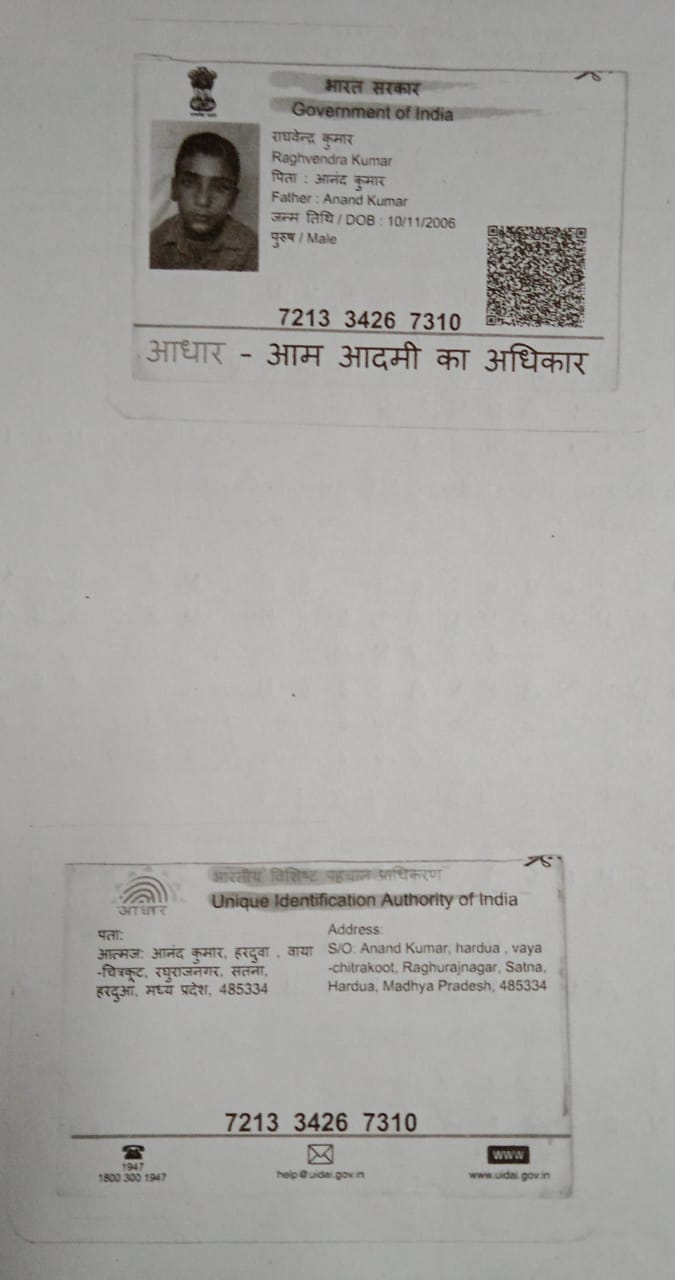 भारत सरकार
Government of India
राघवेन्द्र कुमार
Raghvendra Kumar
पिता : आनंद कुमार
Father : Anand Kumar
जन्म तिथि / DOB : 10/11/2006
पुरुष / Male
7213 3426 7310
आधार - आम आदमी का अधिकार
भारतीय विशिष्ट पहचान प्राधिकरण
Unique Identification Authority of India
आधार
पता:
आत्मज: आनंद कुमार, हरदुवा , वाया
-चित्रकूट, रघुराजनगर, सतना,
हरदुआ, मध्य प्रदेश, 485334
Address:
S/O: Anand Kumar, hardua , vaya
-chitrakoot, Raghurajnagar, Satna,
Hardua, Madhya Pradesh, 485334
7213 3426 7310
1947
1800 300 1947
help@uidai.gov.in
www
www.uidai.gov.in